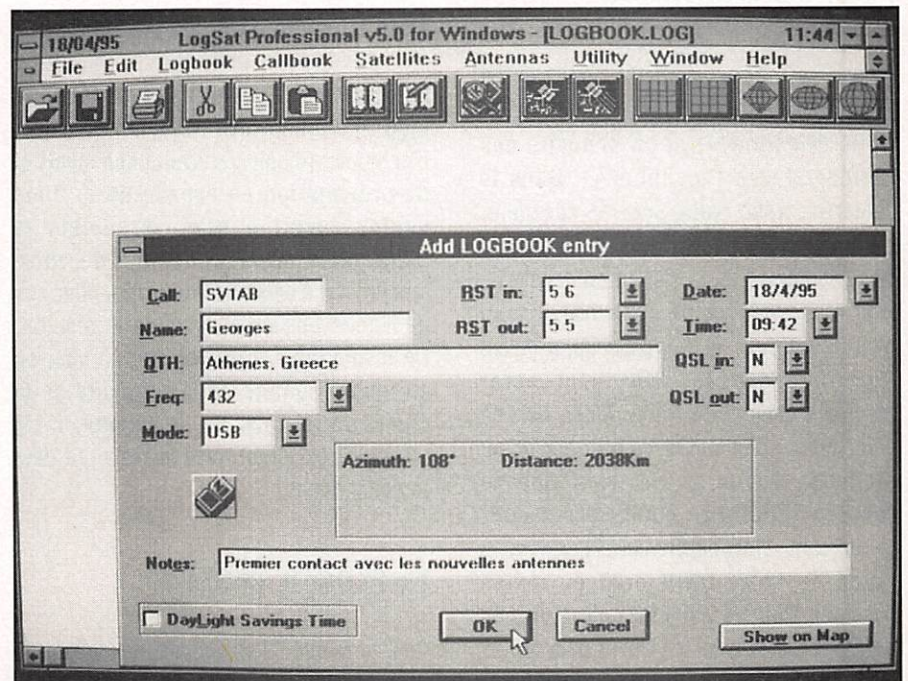 18/04/95 LogSat Professional v5.0 for Windows - [LOGBOOK.LOG] 11:44
File Edit Logbook Callbook Satellites Antennas Utility Window Help
Add LOGBOOK entry
Call: SV1AB RST in: 5 6 Date: 18/4/95
Name: Georges RST out: 5 5 Time: 09:42
QTH: Athenes, Greece QSL in: N
Freq: 432 QSL out: N
Mode: USB
Azimuth: 108° Distance: 2038Km
Notes: Premier contact avec les nouvelles antennes
DayLight Savings Time OK Cancel Show on Map